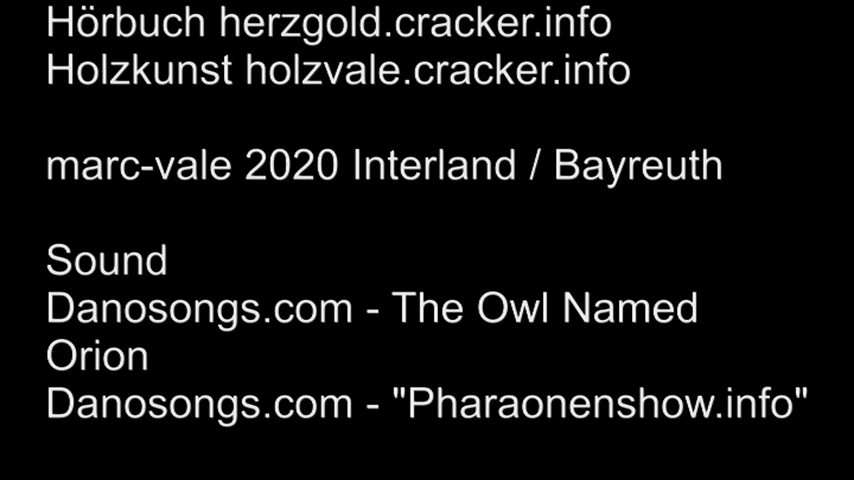 Hörbuch herzgold.cracker.info
Holzkunst holzvale.cracker.info
marc-vale 2020 Interland / Bayreuth
Sound
Danosongs.com - The Owl Named
Orion
Danosongs.com - "Pharaonenshow.info"